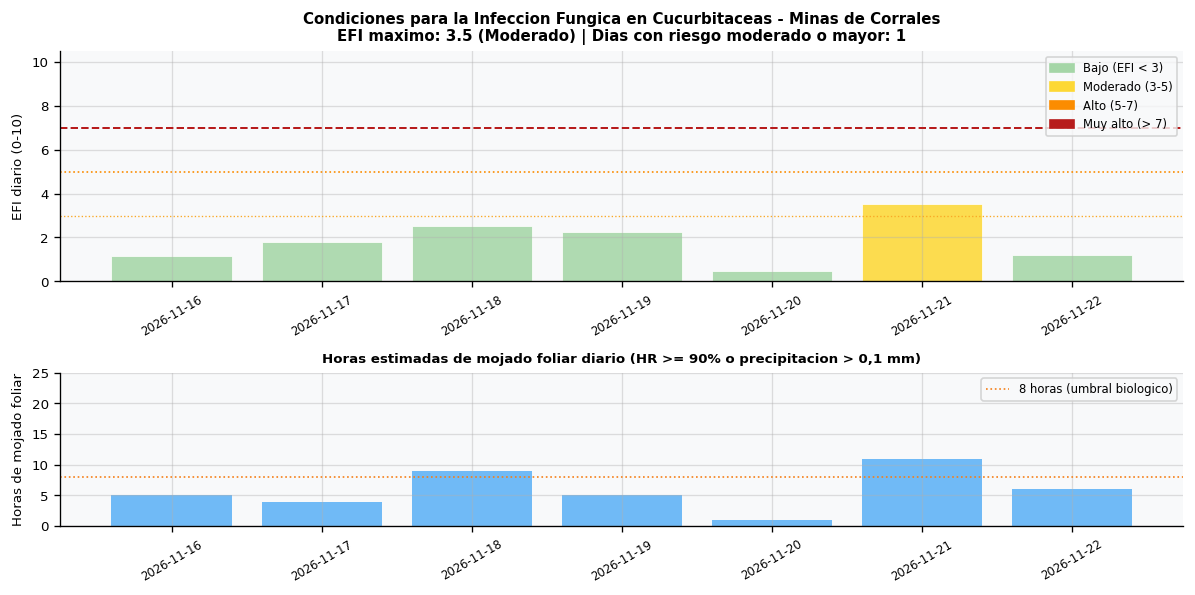 Condiciones para la Infeccion Fungica en Cucurbitaceas - Minas de Corrales
EFI maximo: 3.5 (Moderado) | Dias con riesgo moderado o mayor: 1
EFI diario (0-10)
10
8
6
4
2
0
Bajo (EFI < 3)
Moderado (3-5)
Alto (5-7)
Muy alto (> 7)
2026-11-16
2026-11-17
2026-11-18
2026-11-19
2026-11-20
2026-11-21
2026-11-22
Horas estimadas de mojado foliar diario (HR >= 90% o precipitacion > 0,1 mm)
Horas de mojado foliar
25
20
15
10
5
0
8 horas (umbral biologico)
2026-11-16
2026-11-17
2026-11-18
2026-11-19
2026-11-20
2026-11-21
2026-11-22